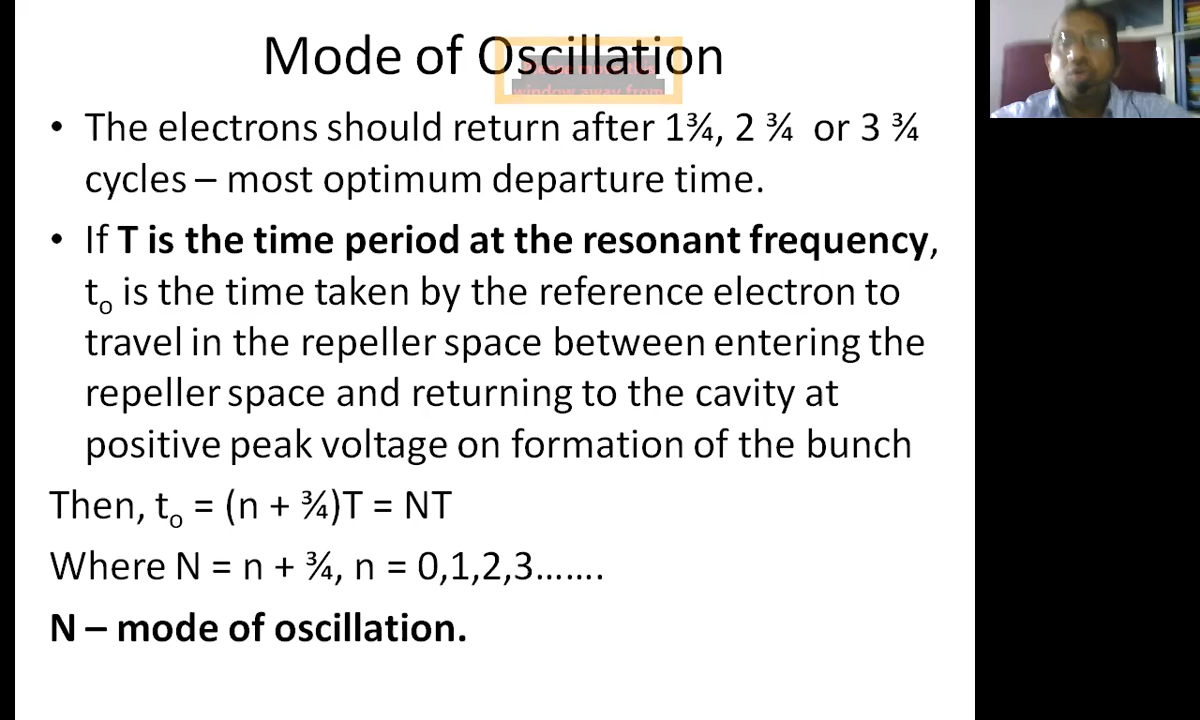 Mode of Oscillation
window away from
• The electrons should return after 1¾, 2 ¾ or 3 ¾
cycles – most optimum departure time.
• If T is the time period at the resonant frequency,
to is the time taken by the reference electron to
travel in the repeller space between entering the
repeller space and returning to the cavity at
positive peak voltage on formation of the bunch
Then, to = (n + ¾)T = NT
Where N = n + ¾, n = 0,1,2,3…….
N – mode of oscillation.